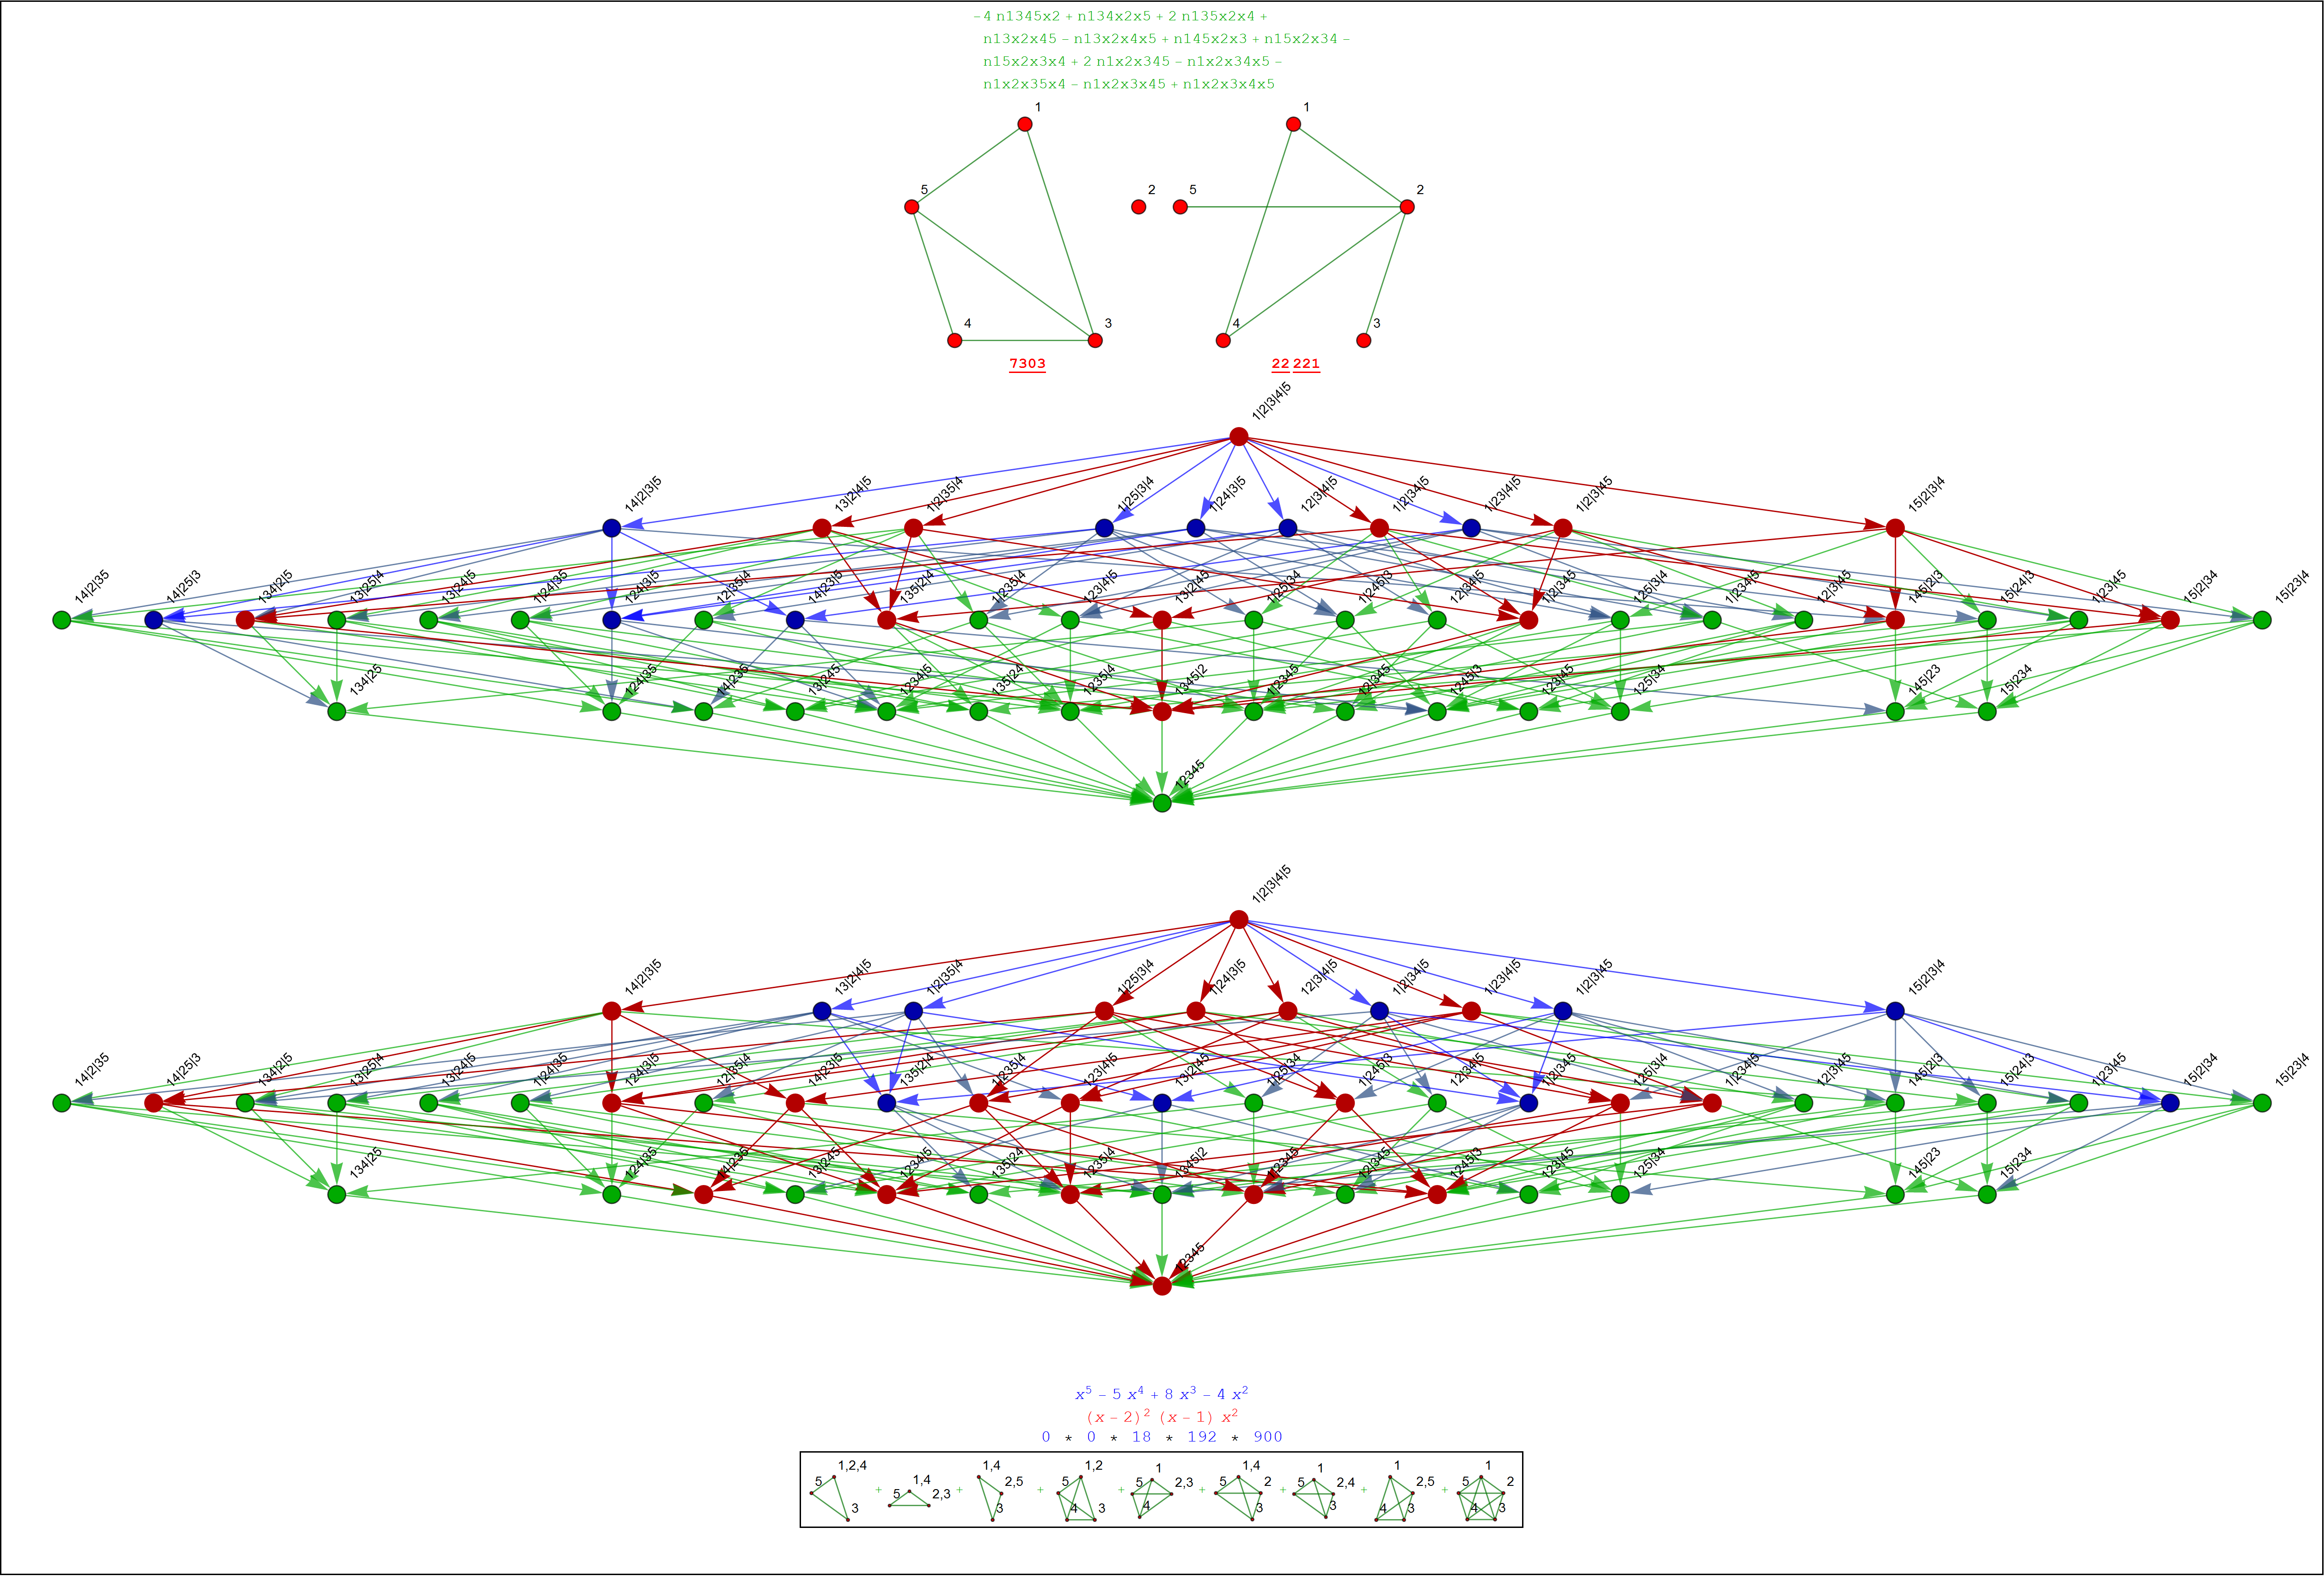 −4 n1345x2 + n134x2x5 + 2 n135x2x4 +
n13x2x45 − n13x2x4x5 + n145x2x3 + n15x2x34 −
n15x2x3x4 + 2 n1x2x345 − n1x2x34x5 −
n1x2x35x4 − n1x2x3x45 + n1x2x3x4x5
1 1
5 2 5 2
4 3 4 3
7303 22 221
1|2|3|4|5
14|2|3|5 13|2|4|5 1|2|35|4 1|25|3|4 1|24|3|5 12|3|4|5 1|2|34|5 1|23|4|5 1|2|3|45 15|2|3|4
14|2|35 14|25|3 134|2|5 13|25|4 13|24|5 1|24|35 124|3|5 12|35|4 14|23|5 135|2|4 1|235|4 123|4|5 13|2|45 1|25|34 1|245|3 12|34|5 1|2|345 125|3|4 1|234|5 12|3|45 145|2|3 15|24|3 1|23|45 15|2|34 15|23|4
134|25 124|35 14|235 13|245 1234|5 135|24 1235|4 1345|2 1|2345 12|345 1245|3 123|45 125|34 145|23 15|234
12345
1|2|3|4|5
14|2|3|5 13|2|4|5 1|2|35|4 1|25|3|4 1|24|3|5 12|3|4|5 1|2|34|5 1|23|4|5 1|2|3|45 15|2|3|4
14|2|35 14|25|3 134|2|5 13|25|4 13|24|5 1|24|35 124|3|5 12|35|4 14|23|5 135|2|4 1|235|4 123|4|5 13|2|45 1|25|34 1|245|3 12|34|5 1|2|345 125|3|4 1|234|5 12|3|45 145|2|3 15|24|3 1|23|45 15|2|34 15|23|4
134|25 124|35 14|235 13|245 1234|5 135|24 1235|4 1345|2 1|2345 12|345 1245|3 123|45 125|34 145|23 15|234
12345
x⁵ − 5 x⁴ + 8 x³ − 4 x²
(x − 2)² (x − 1) x²
0 * 0 * 18 * 192 * 900
1,2,4 5 3 + 1,4 5 2,3 + 1,4 2,5 3 + 1,2 5 4 3 + 1 5 2,3 4 + 1,4 5 2 3 + 1 5 2,4 3 + 1 2,5 4 3 + 1 5 2 4 3